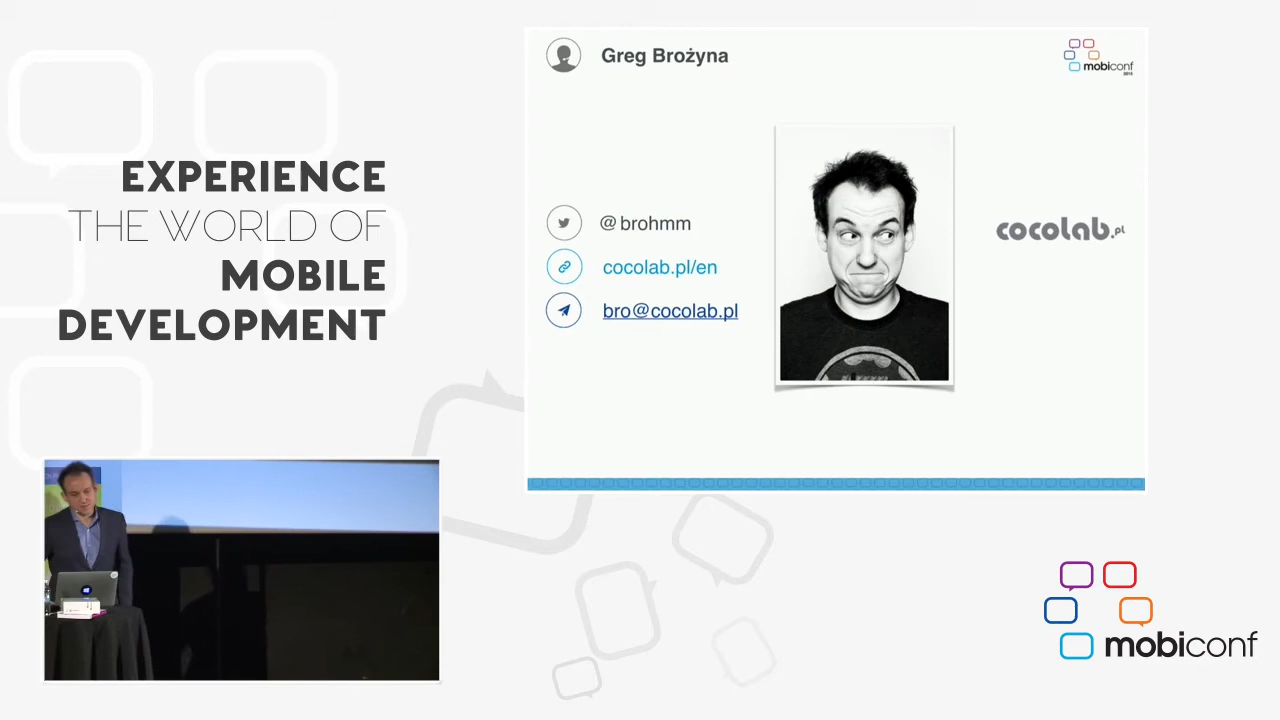 EXPERIENCE
THE WORLD OF
MOBILE
DEVELOPMENT
Greg Brożyna
mobiconf
@brohmm
cocolab.pl/en
bro@cocolab.pl
cocolab.pl
mobiconf